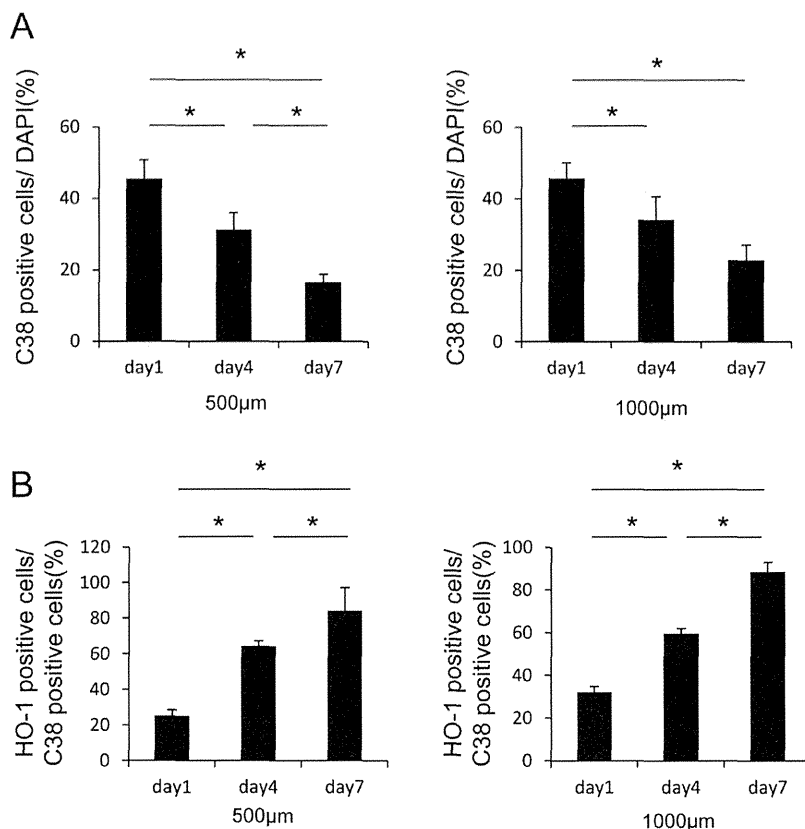 A
*
* *
C38 positive cells/ DAPI(%)
60
40
20
0
day1 day4 day7
500μm
*
*
C38 positive cells/ DAPI(%)
60
40
20
0
day1 day4 day7
1000μm
B
*
* *
HO-1 positive cells/
C38 positive cells(%)
120
100
80
60
40
20
0
day1 day4 day7
500μm
*
* *
HO-1 positive cells/
C38 positive cells(%)
100
80
60
40
20
0
day1 day4 day7
1000μm